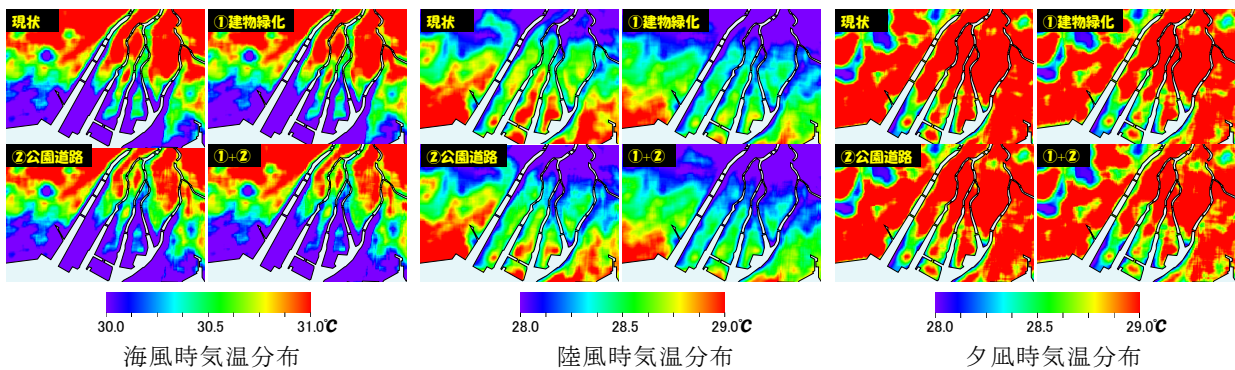 現状
①建物緑化
②公園道路
①+②
30.0 30.5 31.0℃
海風時気温分布
現状
①建物緑化
②公園道路
①+②
28.0 28.5 29.0℃
陸風時気温分布
現状
①建物緑化
②公園道路
①+②
28.0 28.5 29.0℃
夕凪時気温分布